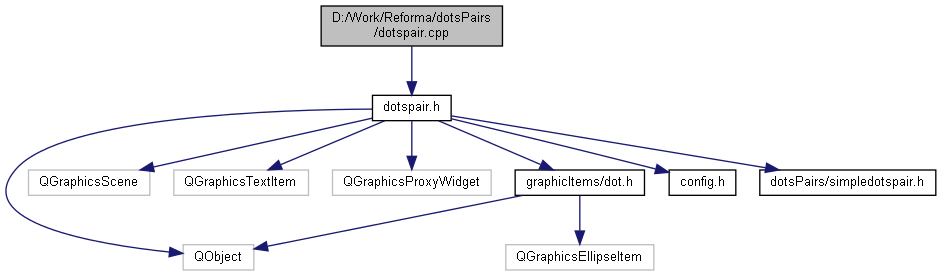 D:/Work/Reforma/dotsPairs
/dotspair.cpp
dotspair.h
QGraphicsScene
QGraphicsTextItem
QGraphicsProxyWidget
graphicItems/dot.h
config.h
dotsPairs/simpledotspair.h
QObject
QGraphicsEllipseItem